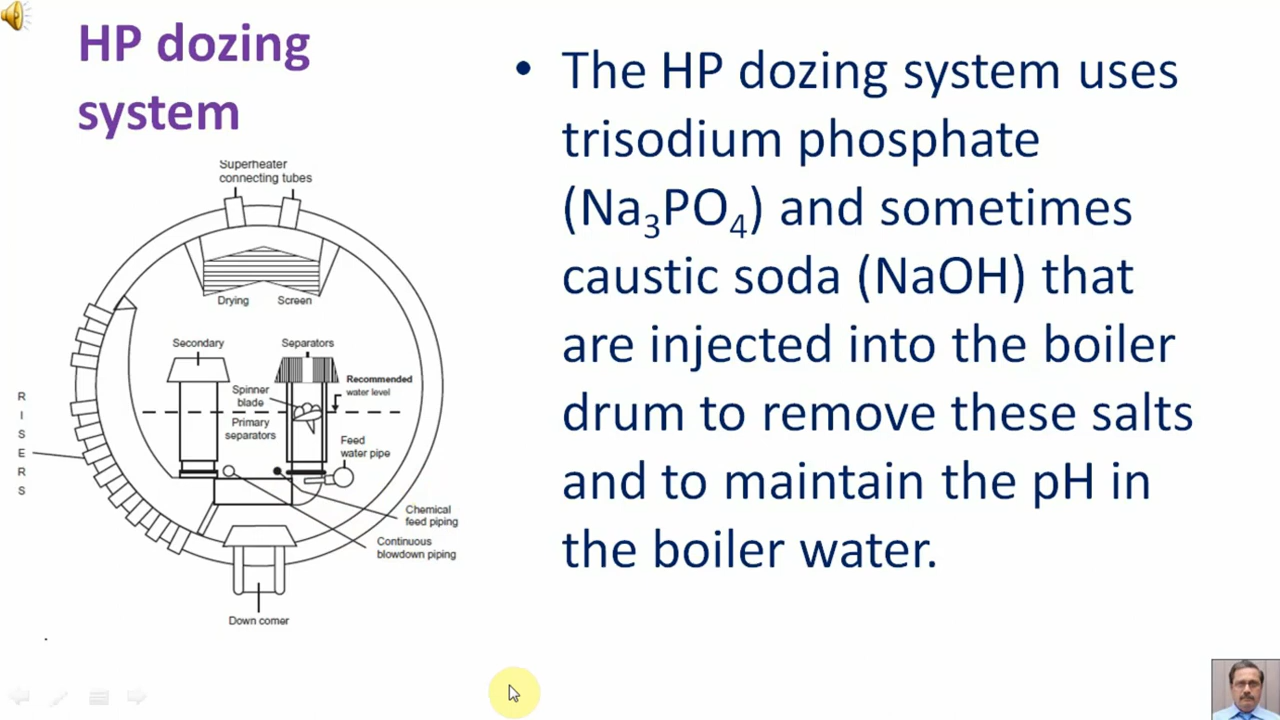 HP dozing
system
Superheater
connecting tubes
Drying Screen
Secondary
Separators
Recommended
water level
Spinner
blade
Primary
separators
Feed
water pipe
R
I
S
E
R
S
Chemical
feed piping
Continuous
blowdown piping
Down comer
• The HP dozing system uses
trisodium phosphate
(Na₃PO₄) and sometimes
caustic soda (NaOH) that
are injected into the boiler
drum to remove these salts
and to maintain the pH in
the boiler water.